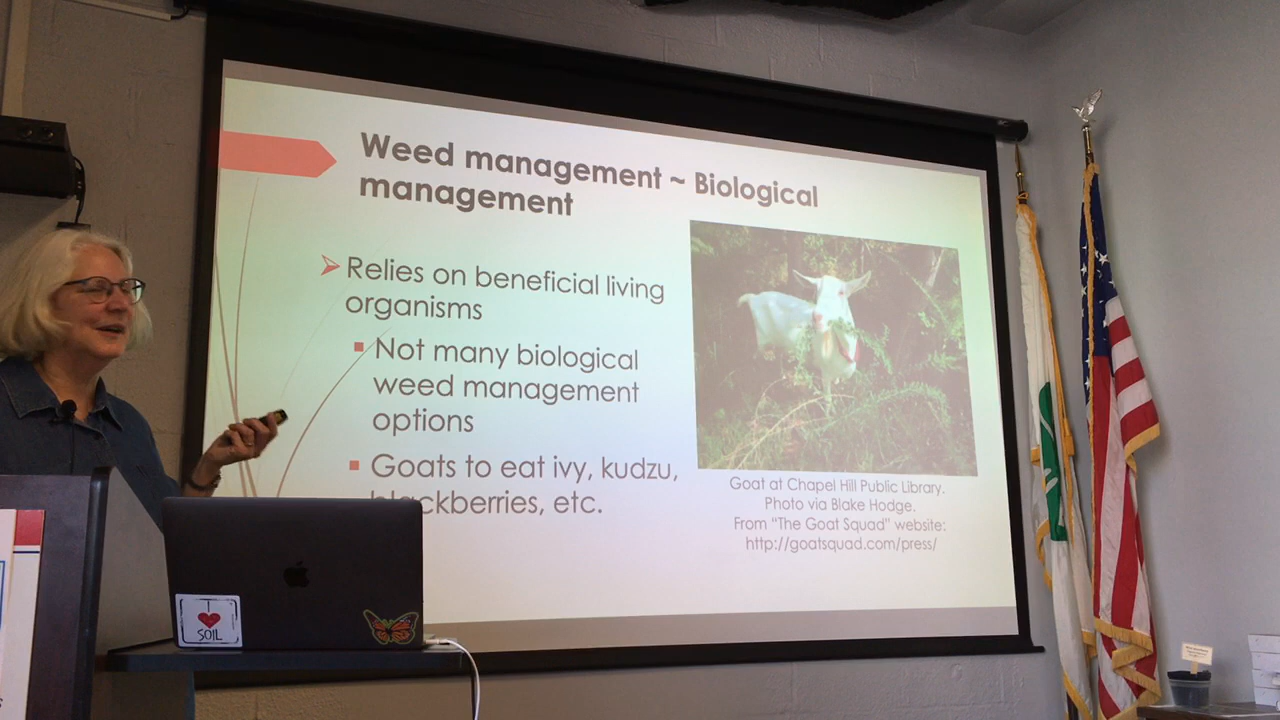 Weed management ~ Biological
management
Relies on beneficial living
organisms
Not many biological
weed management
options
Goats to eat ivy, kudzu,
blackberries, etc.
Goat at Chapel Hill Public Library.
Photo via Blake Hodge.
From "The Goat Squad" website:
http://goatsquad.com/press/
I
SOIL